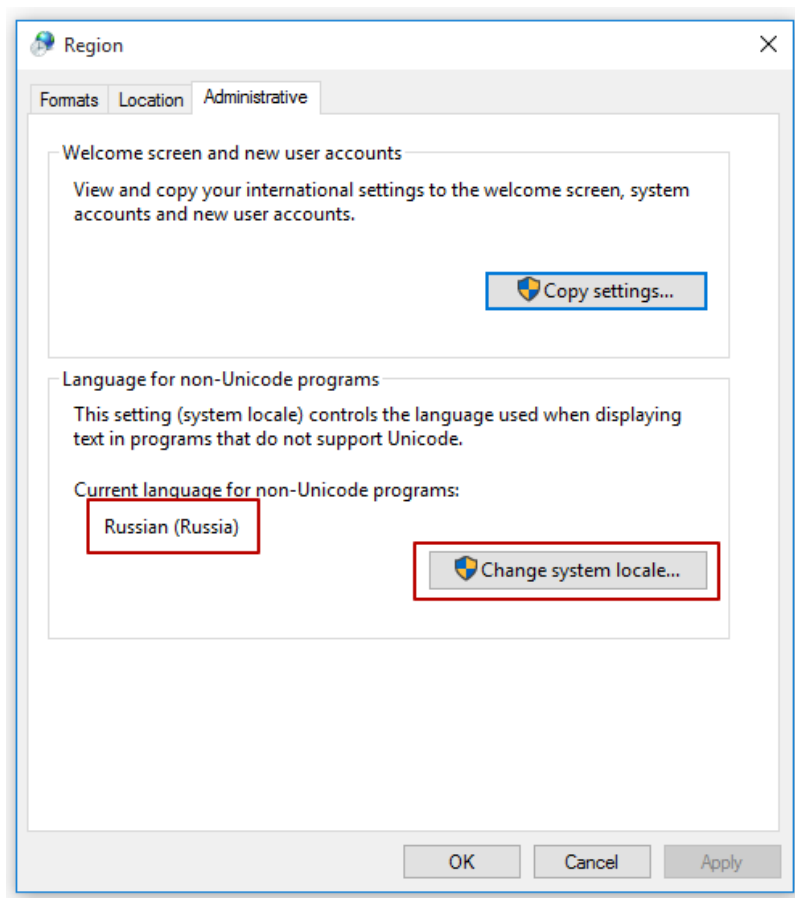 Region
Formats Location Administrative
Welcome screen and new user accounts
View and copy your international settings to the welcome screen, system
accounts and new user accounts.
Copy settings...
Language for non-Unicode programs
This setting (system locale) controls the language used when displaying
text in programs that do not support Unicode.
Current language for non-Unicode programs:
Russian (Russia)
Change system locale...
OK Cancel Apply